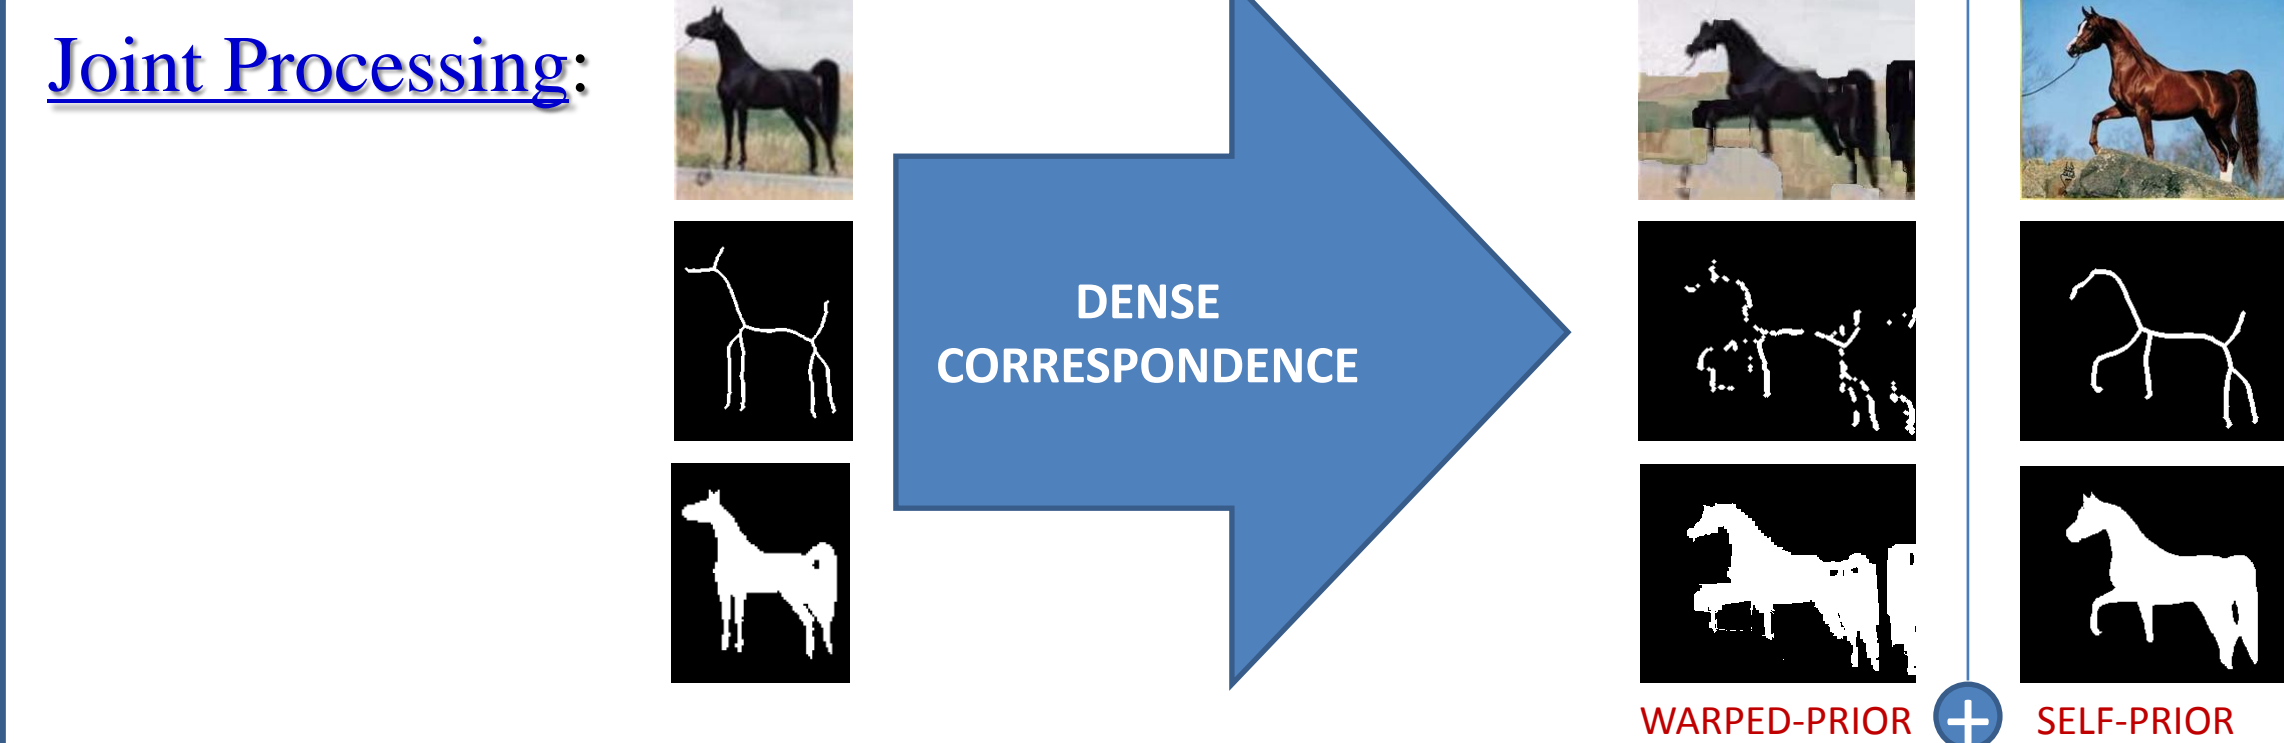 Joint Processing:
DENSE
CORRESPONDENCE
WARPED-PRIOR + SELF-PRIOR